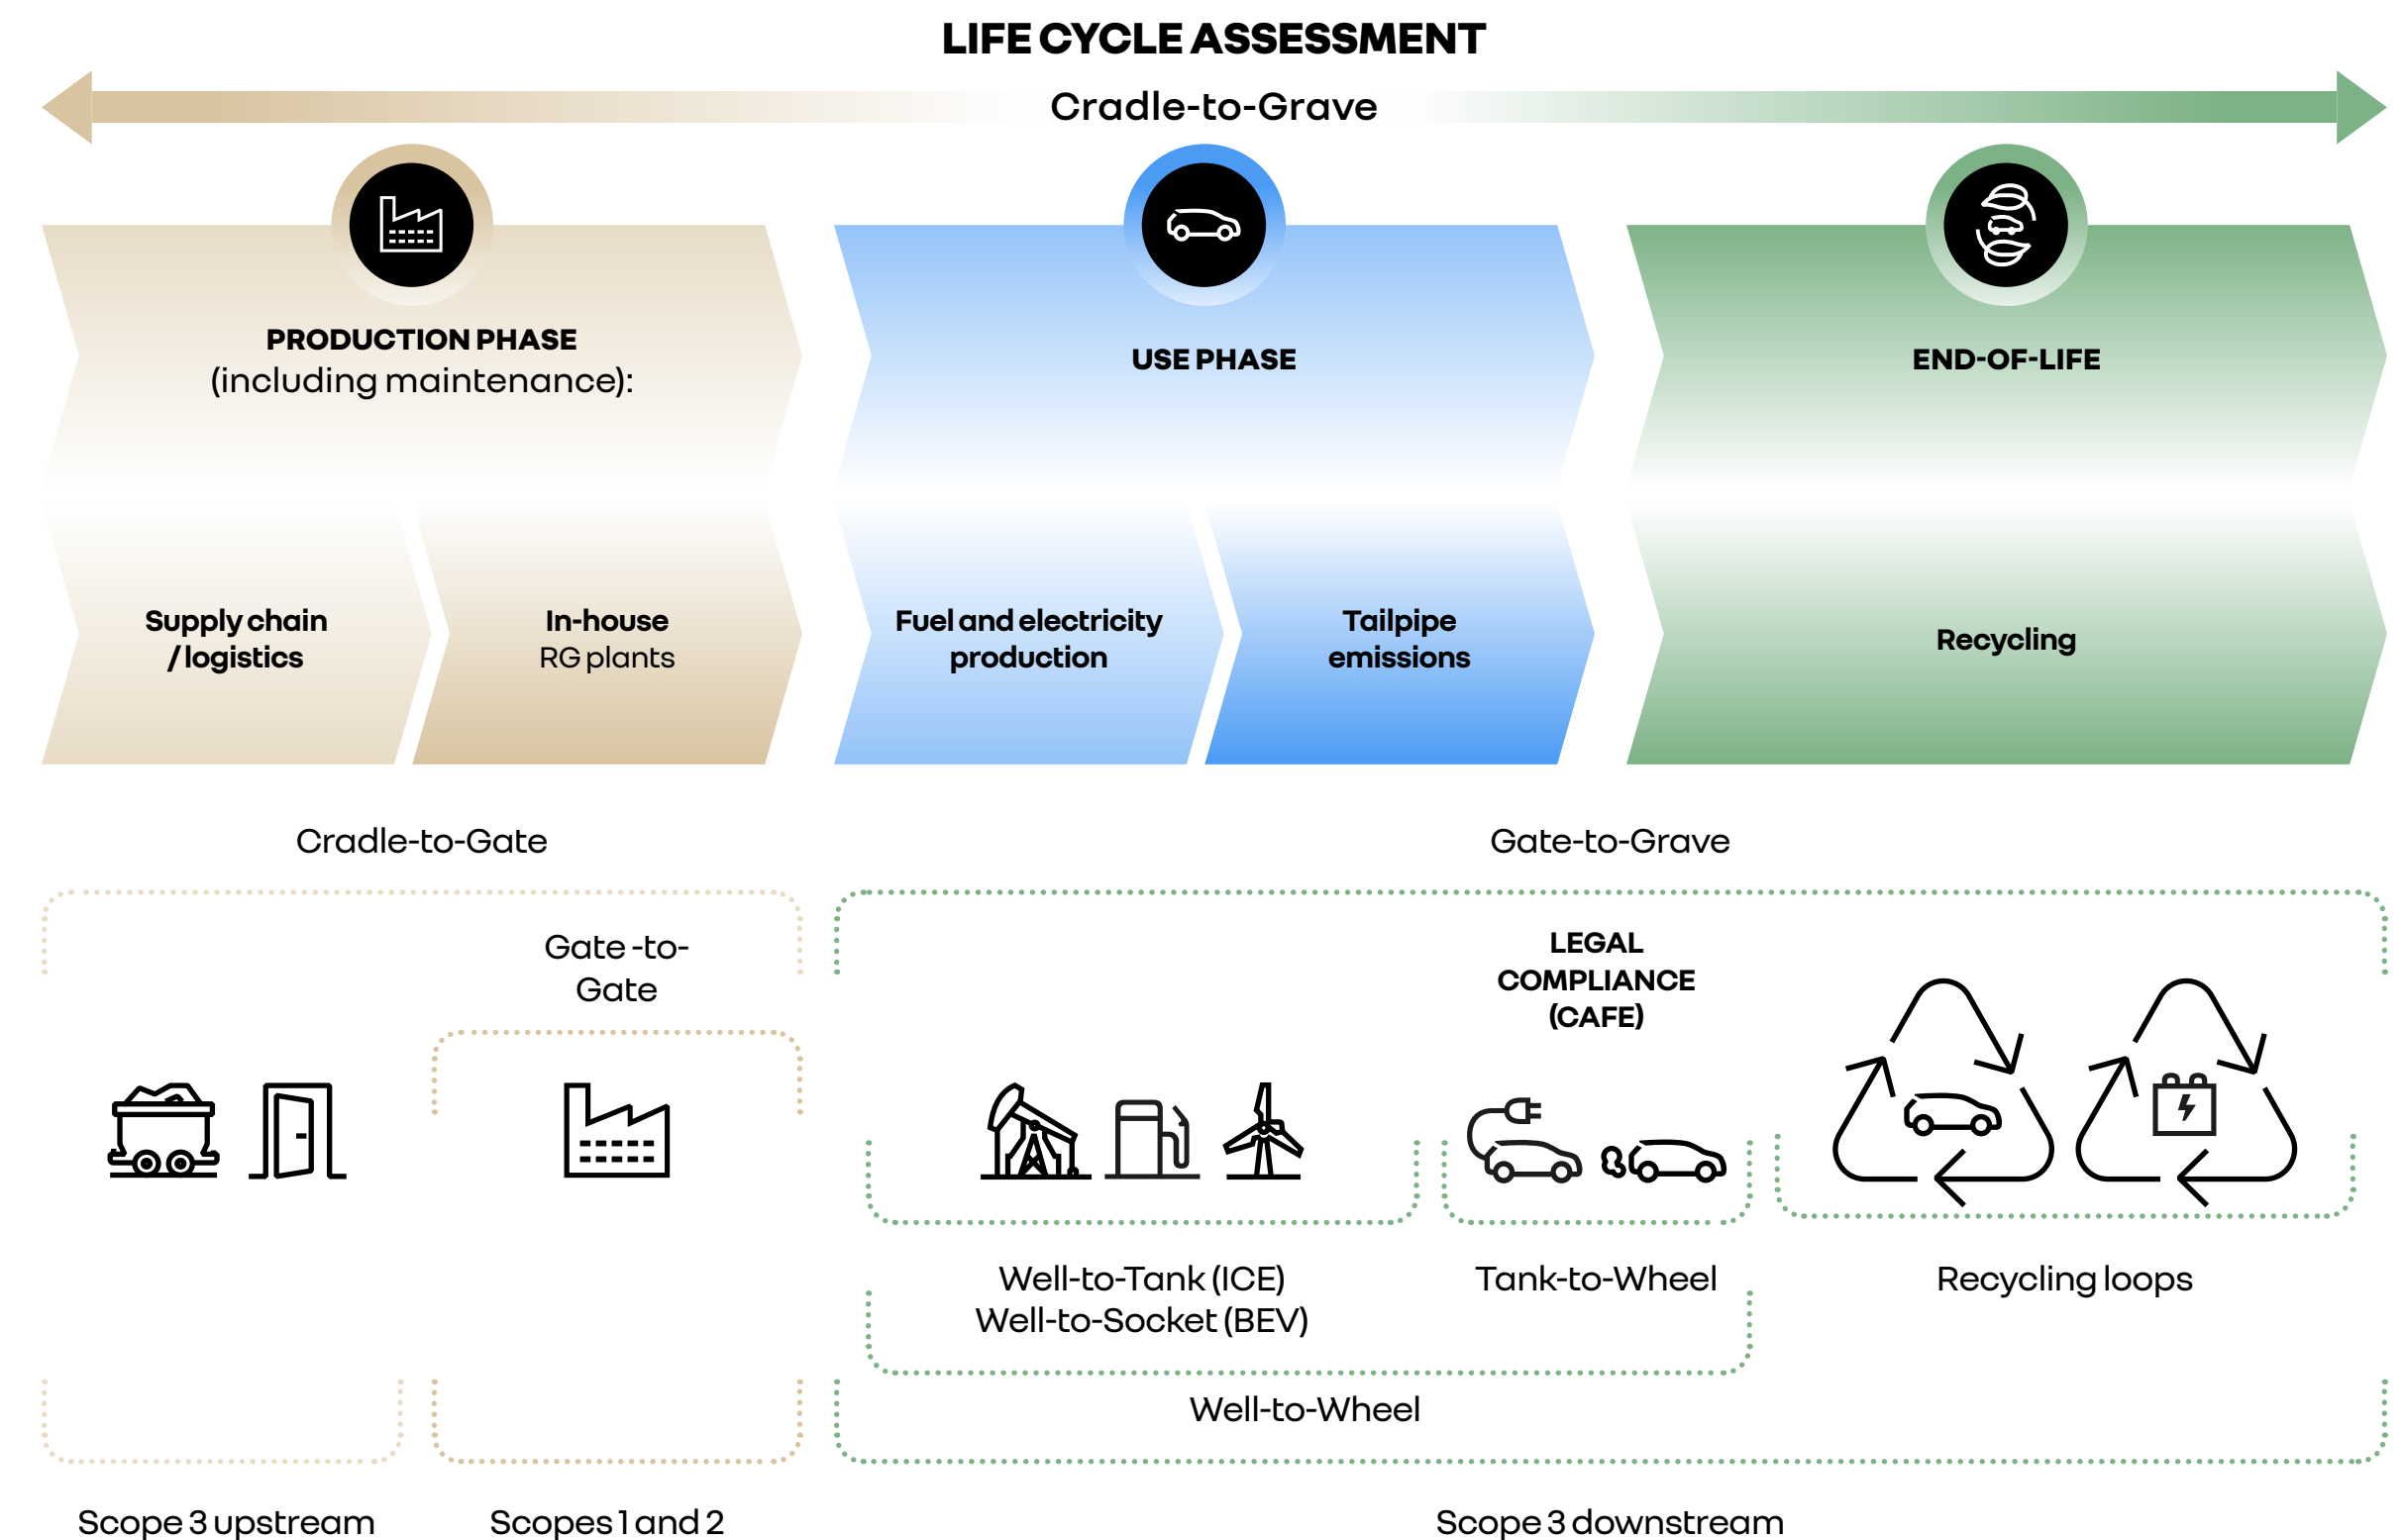 LIFE CYCLE ASSESSMENT
Cradle-to-Grave
PRODUCTION PHASE
(including maintenance):
USE PHASE
END-OF-LIFE
Supply chain
/ logistics
In-house
RG plants
Fuel and electricity
production
Tailpipe
emissions
Recycling
Cradle-to-Gate
Gate-to-Grave
Gate -to-
Gate
LEGAL
COMPLIANCE
(CAFE)
Well-to-Tank (ICE)
Well-to-Socket (BEV)
Tank-to-Wheel
Recycling loops
Well-to-Wheel
Scope 3 upstream
Scopes 1 and 2
Scope 3 downstream